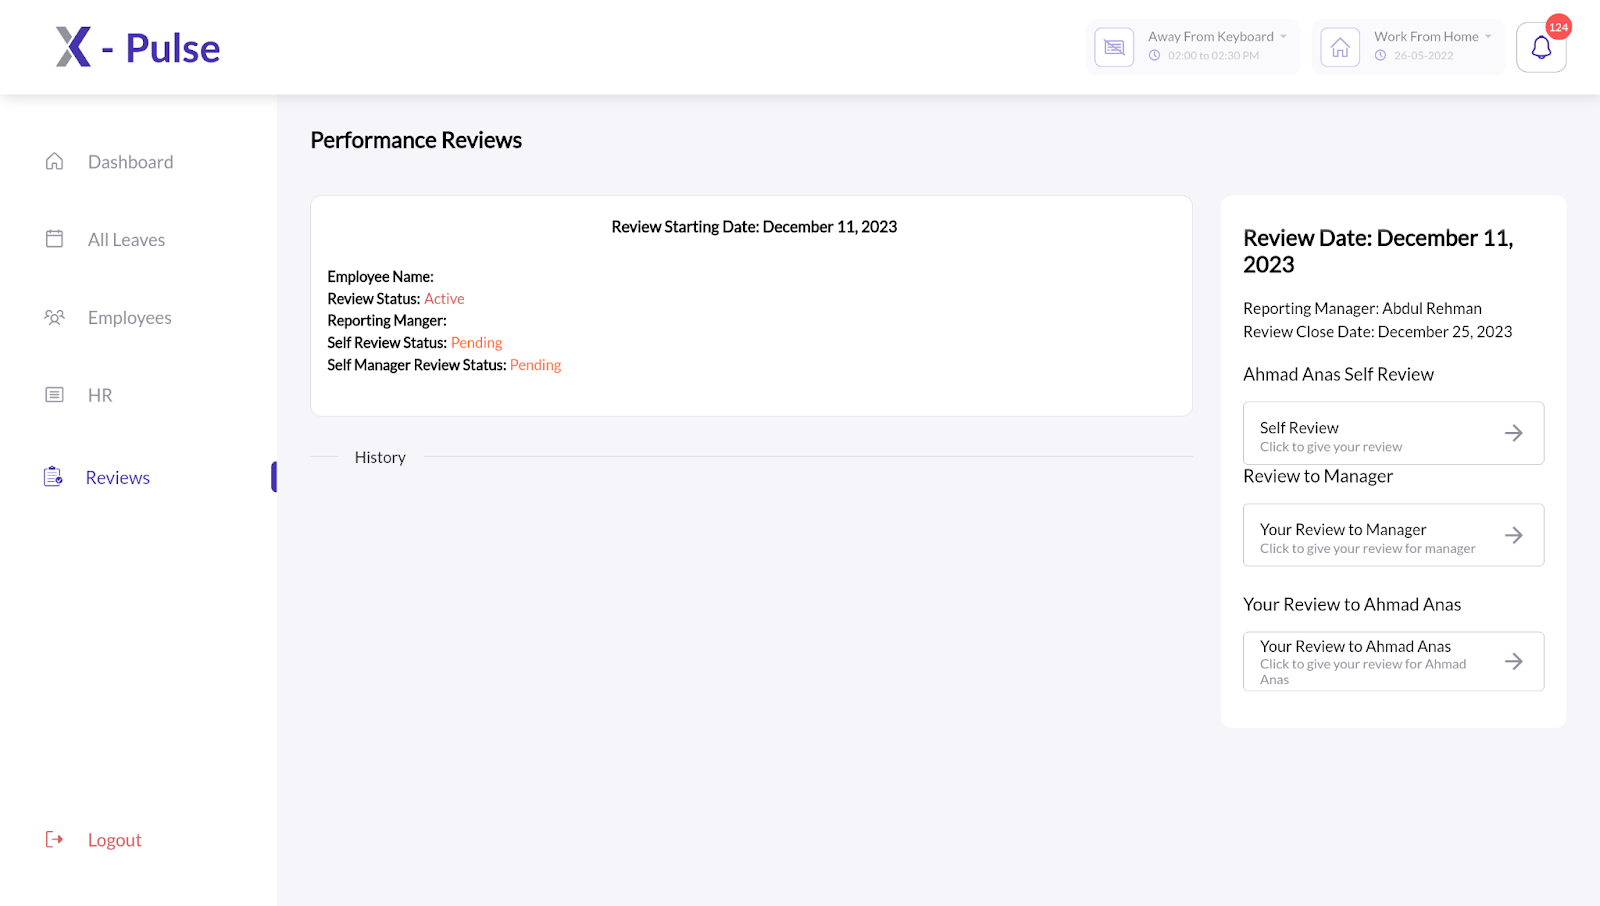 X - Pulse
Away From Keyboard
02:00 to 02:30 PM
Work From Home
26-05-2022
124
Dashboard
All Leaves
Employees
HR
Reviews
Logout
Performance Reviews
Review Starting Date: December 11, 2023
Employee Name:
Review Status: Active
Reporting Manger:
Self Review Status: Pending
Self Manager Review Status: Pending
History
Review Date: December 11,
2023
Reporting Manager: Abdul Rehman
Review Close Date: December 25, 2023
Ahmad Anas Self Review
Self Review
Click to give your review
Review to Manager
Your Review to Manager
Click to give your review for manager
Your Review to Ahmad Anas
Your Review to Ahmad Anas
Click to give your review for Ahmad
Anas